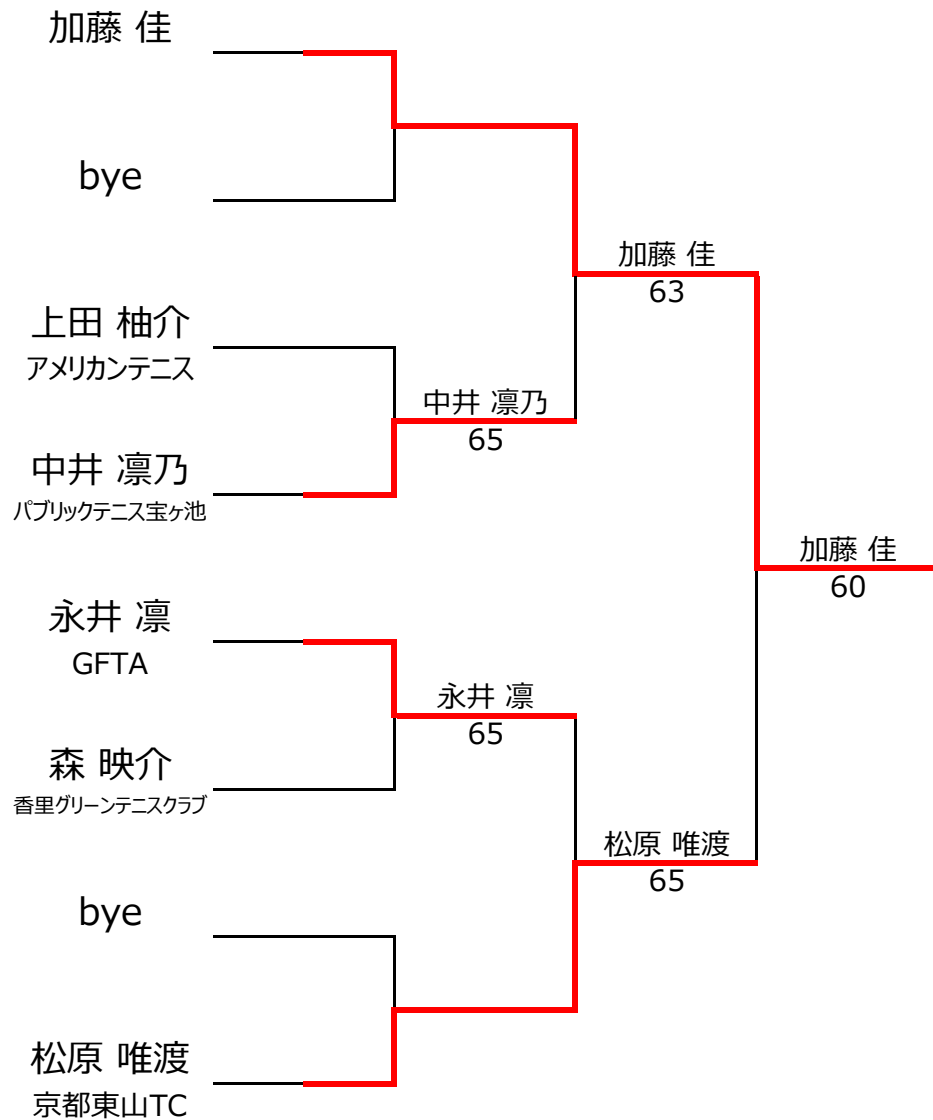 加藤 佳
bye
上田 柚介
アメリカンテニス
中井 凛乃
パブリックテニス宝ヶ池
永井 凛
GFTA
森 映介
香里グリーンテニスクラブ
bye
松原 唯渡
京都東山TC
中井 凛乃
65
永井 凛
65
加藤 佳
63
松原 唯渡
65
加藤 佳
60